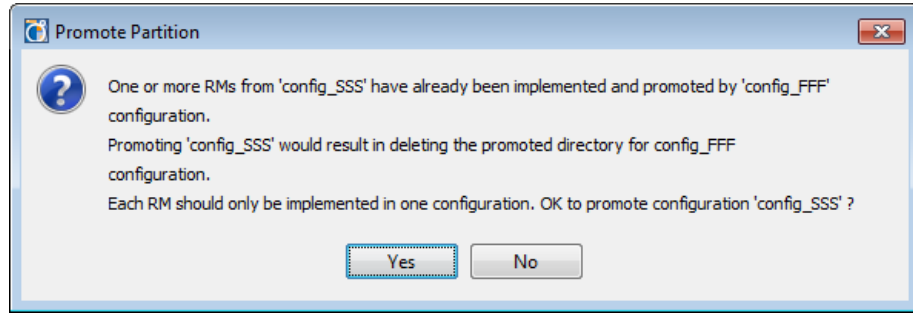 Promote Partition
One or more RMs from 'config_SSS' have already been implemented and promoted by 'config_FFF'
configuration.
Promoting 'config_SSS' would result in deleting the promoted directory for config_FFF
configuration.
Each RM should only be implemented in one configuration. OK to promote configuration 'config_SSS' ?
Yes
No